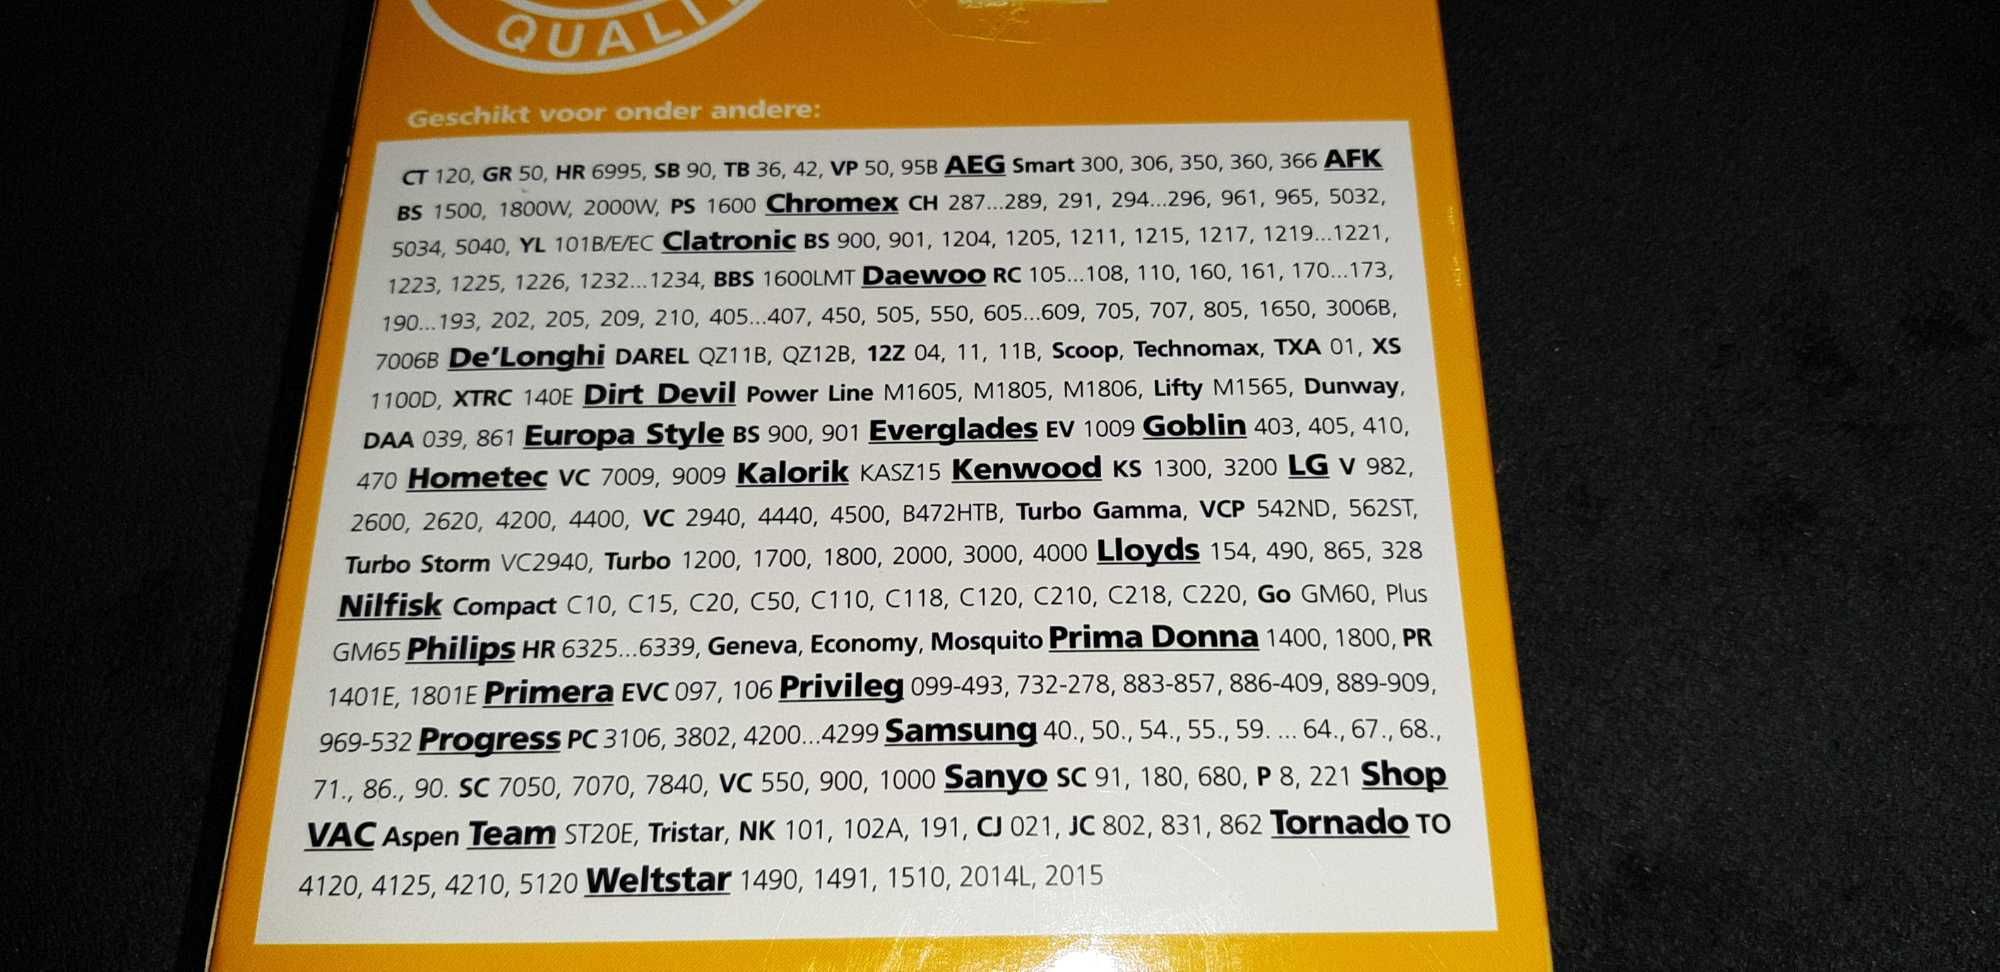 QUALI
Geschikt voor onder andere:
CT 120, GR 50, HR 6995, SB 90, TB 36, 42, VP 50, 95B AEG Smart 300, 306, 350, 360, 366 AFK
BS 1500, 1800W, 2000W, PS 1600 Chromex CH 287...289, 291, 294...296, 961, 965, 5032,
5034, 5040, YL 101B/E/EC Clatronic BS 900, 901, 1204, 1205, 1211, 1215, 1217, 1219...1221,
1223, 1225, 1226, 1232...1234, BBS 1600LMT Daewoo RC 105...108, 110, 160, 161, 170...173,
190...193, 202, 205, 209, 210, 405...407, 450, 505, 550, 605...609, 705, 707, 805, 1650, 3006B,
7006B De'Longhi DAREL QZ11B, QZ12B, 12Z 04, 11, 11B, Scoop, Technomax, TXA 01, XS
1100D, XTRC 140E Dirt Devil Power Line M1605, M1805, M1806, Lifty M1565, Dunway,
DAA 039, 861 Europa Style BS 900, 901 Everglades EV 1009 Goblin 403, 405, 410,
470 Hometec VC 7009, 9009 Kalorik KASZ15 Kenwood KS 1300, 3200 LG V 982,
2600, 2620, 4200, 4400, VC 2940, 4440, 4500, B472HTB, Turbo Gamma, VCP 542ND, 562ST,
Turbo Storm VC2940, Turbo 1200, 1700, 1800, 2000, 3000, 4000 Lloyds 154, 490, 865, 328
Nilfisk Compact C10, C15, C20, C50, C110, C118, C120, C210, C218, C220, Go GM60, Plus
GM65 Philips HR 6325...6339, Geneva, Economy, Mosquito Prima Donna 1400, 1800, PR
1401E, 1801E Primera EVC 097, 106 Privileg 099-493, 732-278, 883-857, 886-409, 889-909,
969-532 Progress PC 3106, 3802, 4200...4299 Samsung 40., 50., 54., 55., 59. ... 64., 67., 68.,
71., 86., 90. SC 7050, 7070, 7840, VC 550, 900, 1000 Sanyo SC 91, 180, 680, P 8, 221 Shop
VAC Aspen Team ST20E, Tristar, NK 101, 102A, 191, CJ 021, JC 802, 831, 862 Tornado TO
4120, 4125, 4210, 5120 Weltstar 1490, 1491, 1510, 2014L, 2015